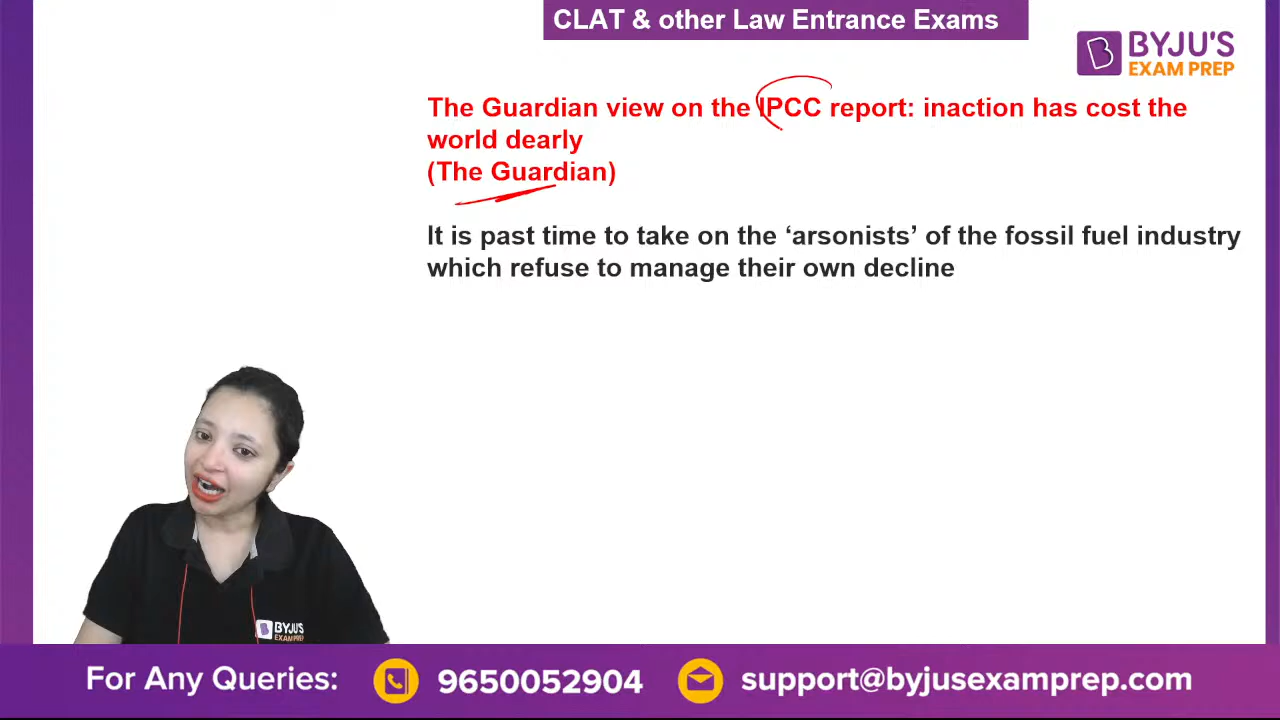 CLAT & other Law Entrance Exams
BYJU'S
EXAM PREP
The Guardian view on the IPCC report: inaction has cost the
world dearly
(The Guardian)
It is past time to take on the ‘arsonists’ of the fossil fuel industry
which refuse to manage their own decline
BYJU'S
EXAM PREP
For Any Queries:
9650052904
support@byjusexamprep.com